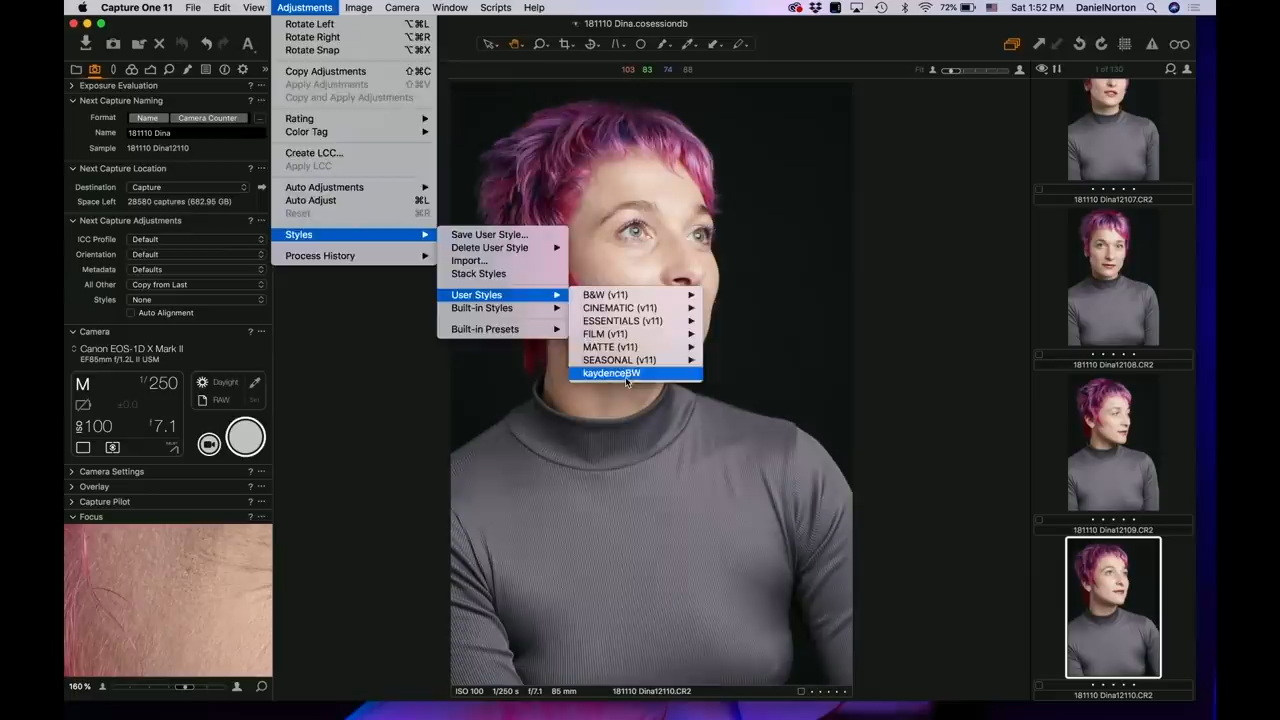 Capture One 11 File Edit View Adjustments Image Camera Window Scripts Help 72% Sat 1:52 PM DanielNorton
181110 Dina.cosessiondb
Rotate Left ⌥⌘L
Rotate Right ⌥⌘R
Rotate Snap ⌥⌘X
Copy Adjustments ⇧⌘C
Apply Adjustments ⇧⌘V
Copy and Apply Adjustments
Rating
Color Tag
Create LCC...
Apply LCC
Auto Adjustments
Auto Adjust ⌘L
Reset ⌘R
Styles
Process History
Save User Style...
Delete User Style
Import...
Stack Styles
User Styles
Built-in Styles
Built-in Presets
B&W (v11)
CINEMATIC (v11)
ESSENTIALS (v11)
FILM (v11)
MATTE (v11)
SEASONAL (v11)
kaydenceBW
Exposure Evaluation ? ...
Next Capture Naming ? ...
Format Name Camera Counter ...
Name 181110 Dina
Sample 181110 Dina12110
Next Capture Location ? ...
Destination Capture
Space Left 28580 captures (682.95 GB)
Next Capture Adjustments ? ...
ICC Profile Default
Orientation Default
Metadata Defaults
All Other Copy from Last
Styles None
Auto Alignment
Camera ? ...
Canon EOS-1D X Mark II
EF85mm f/1.2L II USM
M 1/250
±0.0
ISO 100 f/7.1
Daylight
RAW
Camera Settings ? ...
Overlay ? ...
Capture Pilot ? ...
Focus ? ...
160 %
103 83 74 88
Fit
1 of 130
181110 Dina12107.CR2
181110 Dina12108.CR2
181110 Dina12109.CR2
181110 Dina12110.CR2
ISO 100 1/250 s f/7.1 85 mm 181110 Dina12110.CR2